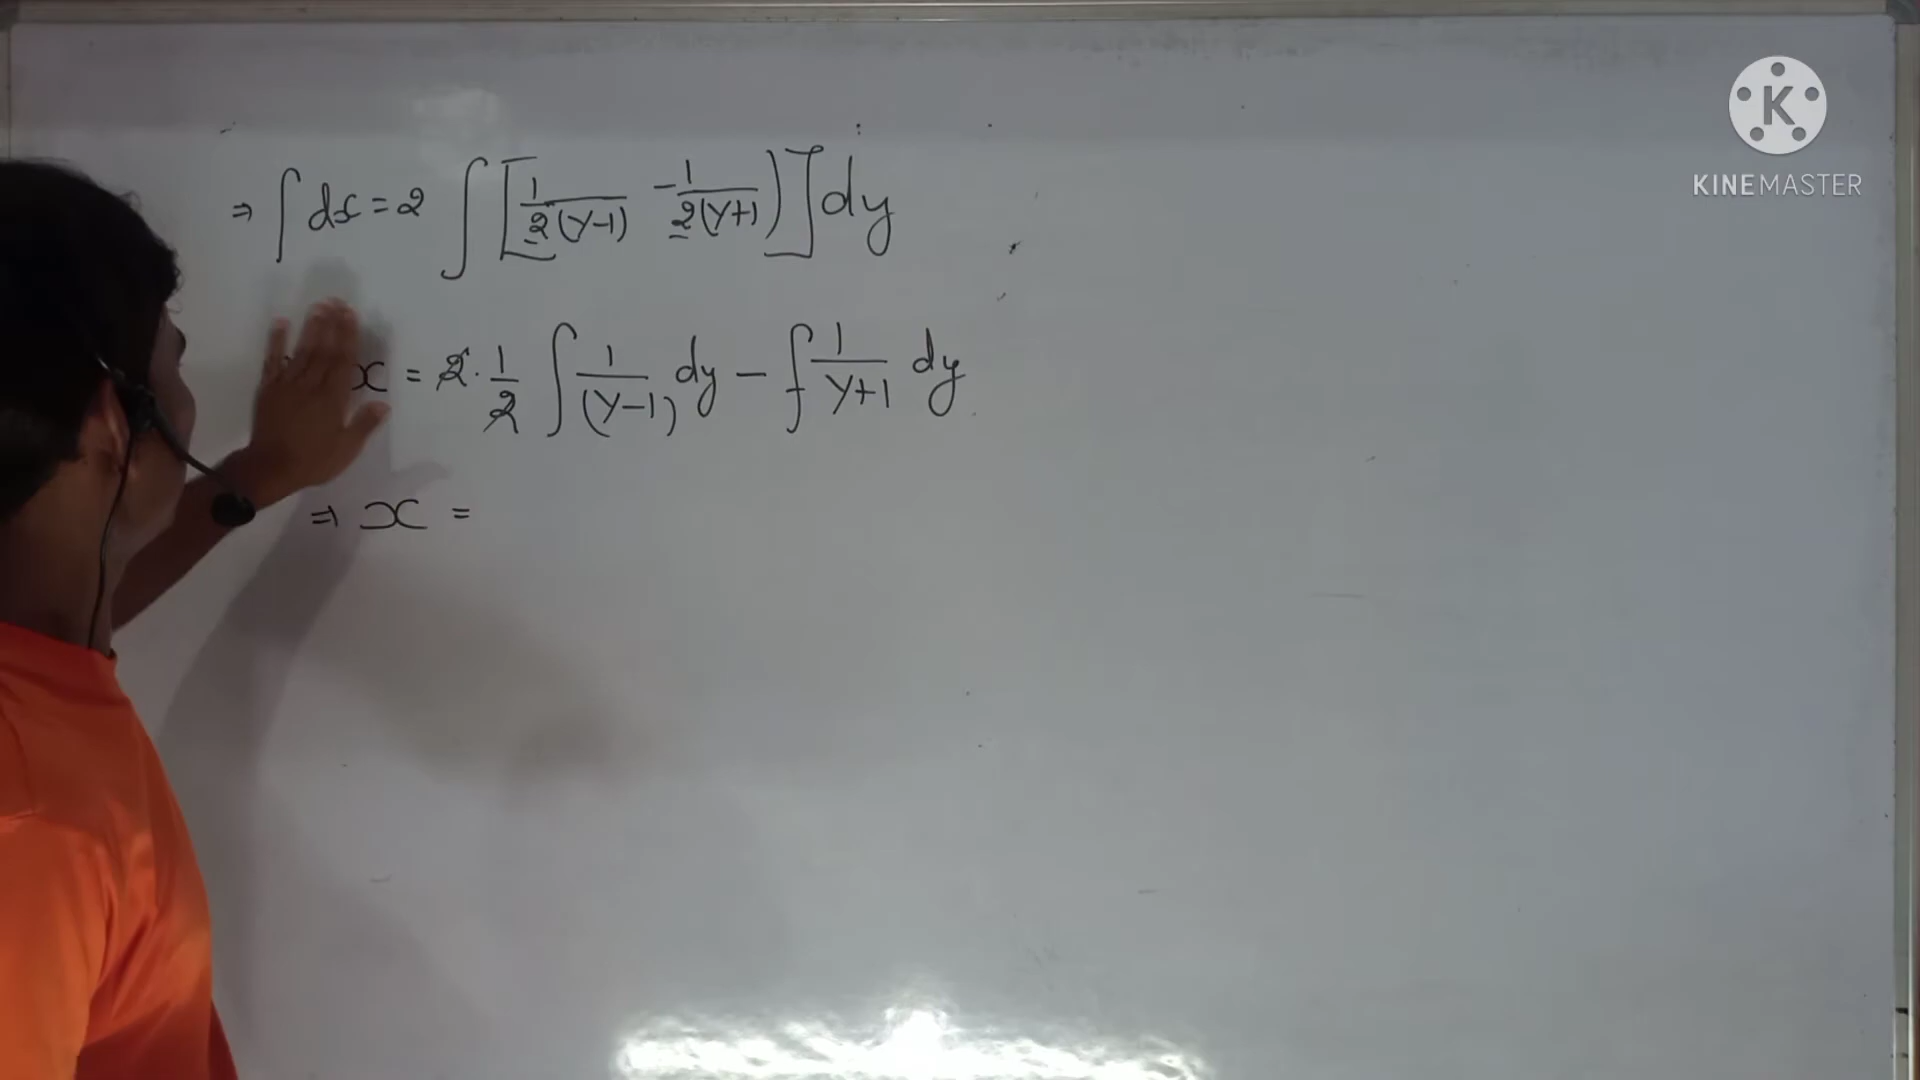 ⇒ ∫ dx = 2 ∫ [ 1/2(y-1) - 1/2(y+1) ) ] dy
x = 2 · 1/2 ∫ 1/(y-1) dy - ∫ 1/y+1 dy
⇒ x =
K
KINEMASTER